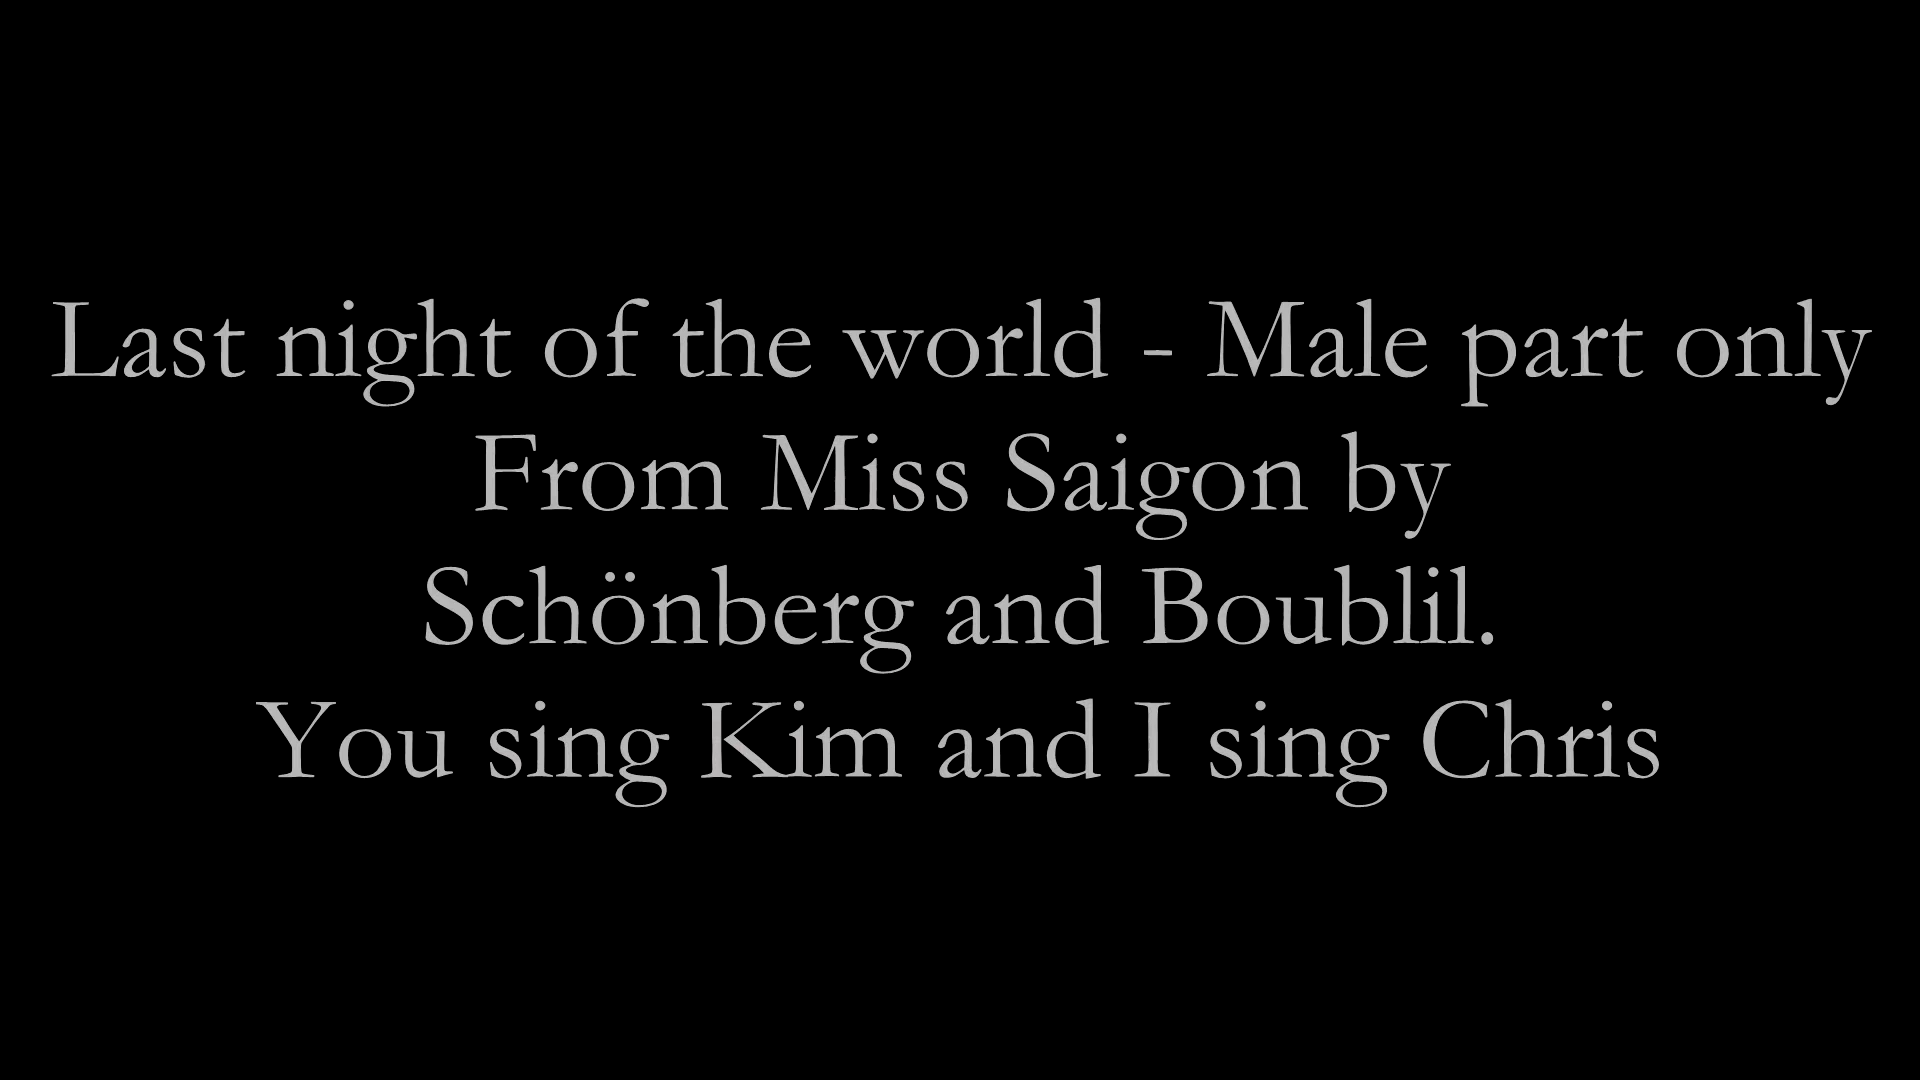 Last night of the world - Male part only
From Miss Saigon by
Schönberg and Boublil.
You sing Kim and I sing Chris